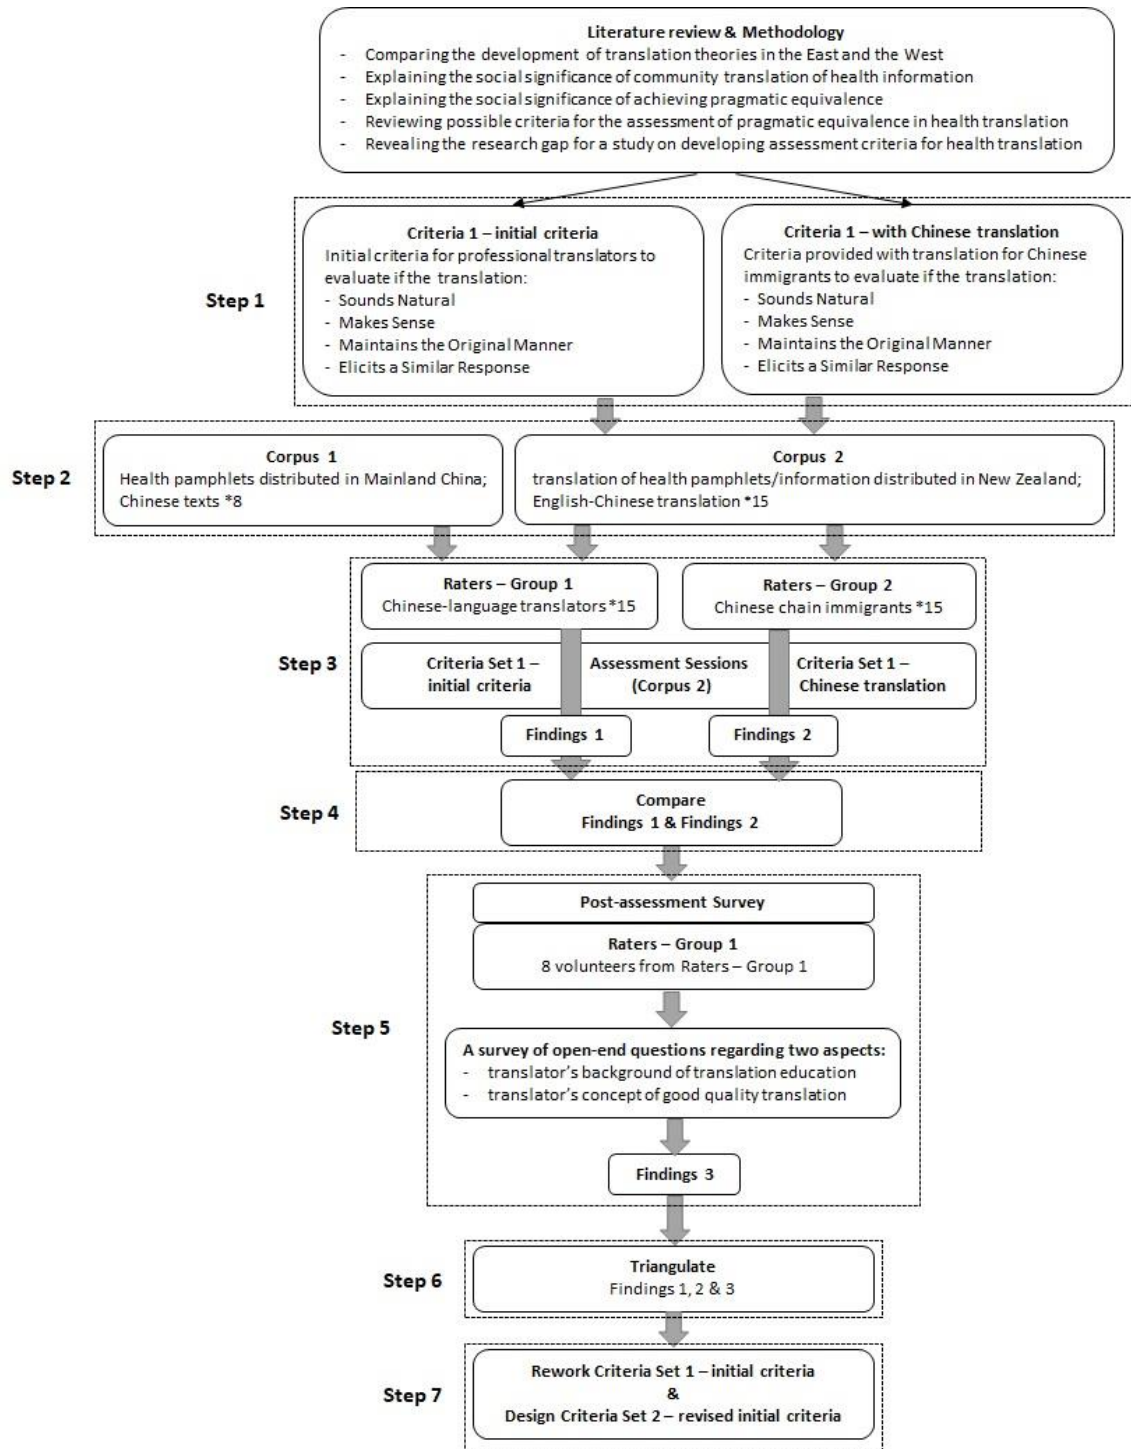 Literature review & Methodology
- Comparing the development of translation theories in the East and the West
- Explaining the social significance of community translation of health information
- Explaining the social significance of achieving pragmatic equivalence
- Reviewing possible criteria for the assessment of pragmatic equivalence in health translation
- Revealing the research gap for a study on developing assessment criteria for health translation
Step 1
Criteria 1 – initial criteria
Initial criteria for professional translators to
evaluate if the translation:
- Sounds Natural
- Makes Sense
- Maintains the Original Manner
- Elicits a Similar Response
Criteria 1 – with Chinese translation
Criteria provided with translation for Chinese
immigrants to evaluate if the translation:
- Sounds Natural
- Makes Sense
- Maintains the Original Manner
- Elicits a Similar Response
Step 2
Corpus 1
Health pamphlets distributed in Mainland China;
Chinese texts *8
Corpus 2
translation of health pamphlets/information distributed in New Zealand;
English-Chinese translation *15
Step 3
Raters – Group 1
Chinese-language translators *15
Raters – Group 2
Chinese chain immigrants *15
Criteria Set 1 –
initial criteria
Assessment Sessions
(Corpus 2)
Criteria Set 1 –
Chinese translation
Findings 1
Findings 2
Step 4
Compare
Findings 1 & Findings 2
Step 5
Post-assessment Survey
Raters – Group 1
8 volunteers from Raters – Group 1
A survey of open-end questions regarding two aspects:
- translator's background of translation education
- translator's concept of good quality translation
Findings 3
Step 6
Triangulate
Findings 1, 2 & 3
Step 7
Rework Criteria Set 1 – initial criteria
&
Design Criteria Set 2 – revised initial criteria